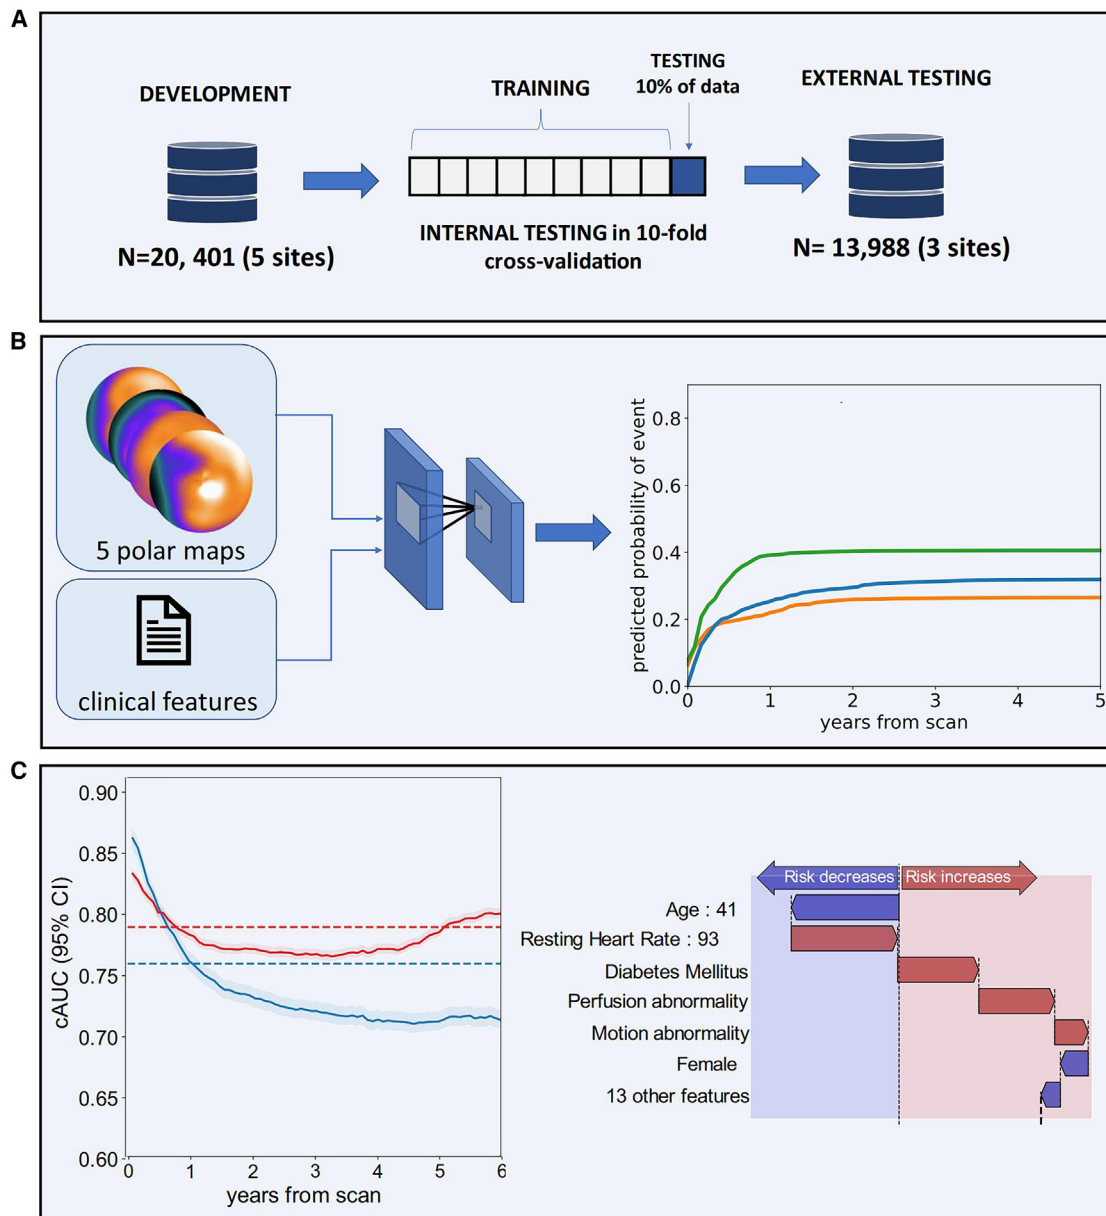 A
DEVELOPMENT
TRAINING
TESTING
10% of data
EXTERNAL TESTING
N=20, 401 (5 sites)
INTERNAL TESTING in 10-fold
cross-validation
N= 13,988 (3 sites)
B
5 polar maps
clinical features
predicted probability of event
0.8
0.6
0.4
0.2
0.0
0
1
2
3
4
5
years from scan
C
cAUC (95% CI)
0.90
0.85
0.80
0.75
0.70
0.65
0.60
0
1
2
3
4
5
6
years from scan
Risk decreases
Risk increases
Age : 41
Resting Heart Rate : 93
Diabetes Mellitus
Perfusion abnormality
Motion abnormality
Female
13 other features